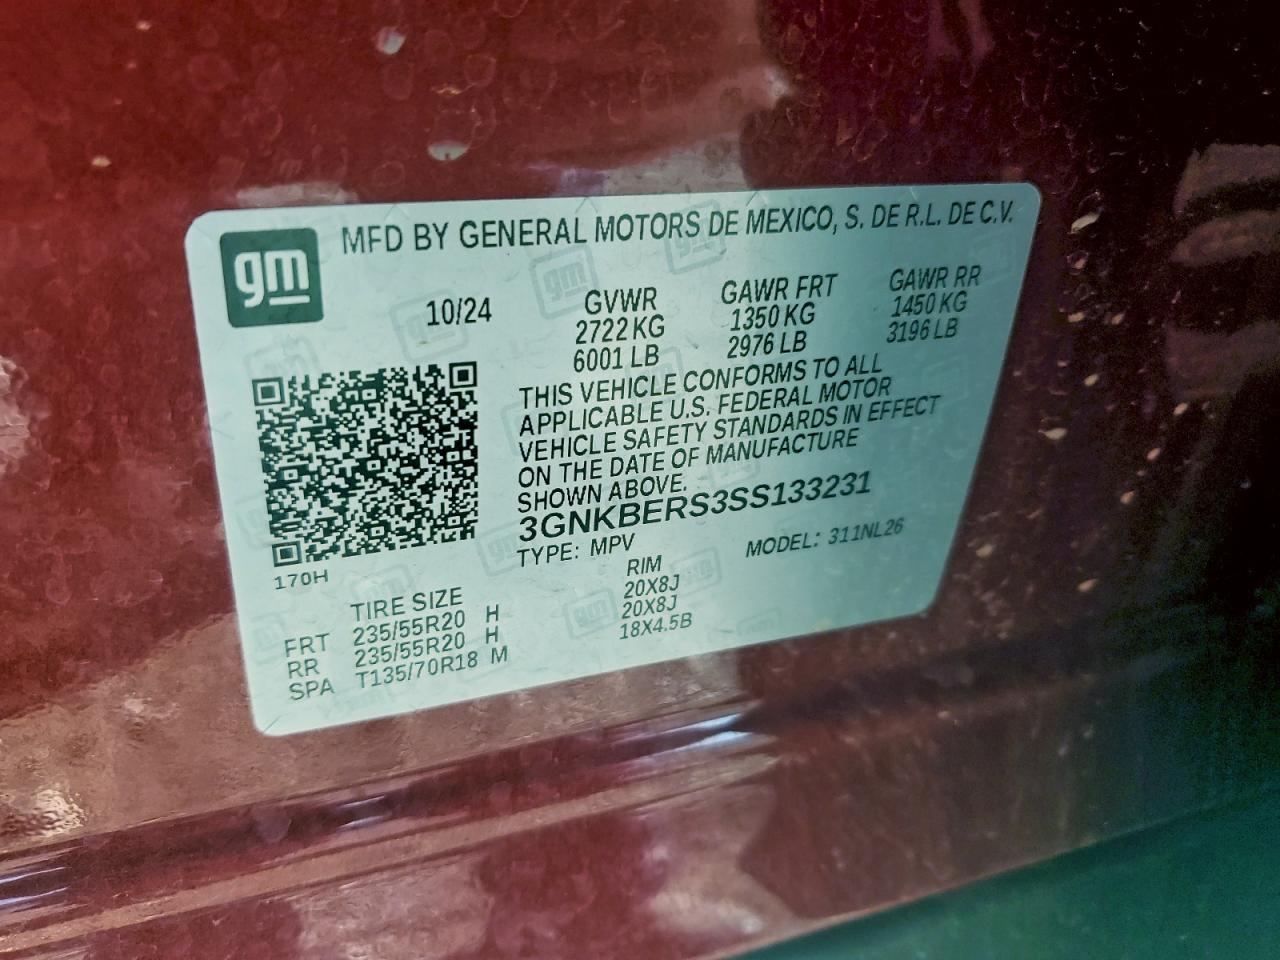 gm
MFD BY GENERAL MOTORS DE MEXICO, S. DE R.L. DE C.V.
10/24
GVWR GAWR FRT GAWR RR
2722 KG 1350 KG 1450 KG
6001 LB 2976 LB 3196 LB
THIS VEHICLE CONFORMS TO ALL
APPLICABLE U.S. FEDERAL MOTOR
VEHICLE SAFETY STANDARDS IN EFFECT
ON THE DATE OF MANUFACTURE
SHOWN ABOVE.
3GNKBERS3SS133231
TYPE: MPV MODEL: 311NL26
170H
TIRE SIZE RIM
FRT 235/55R20 H 20X8J
RR 235/55R20 H 20X8J
SPA T135/70R18 M 18X4.5B